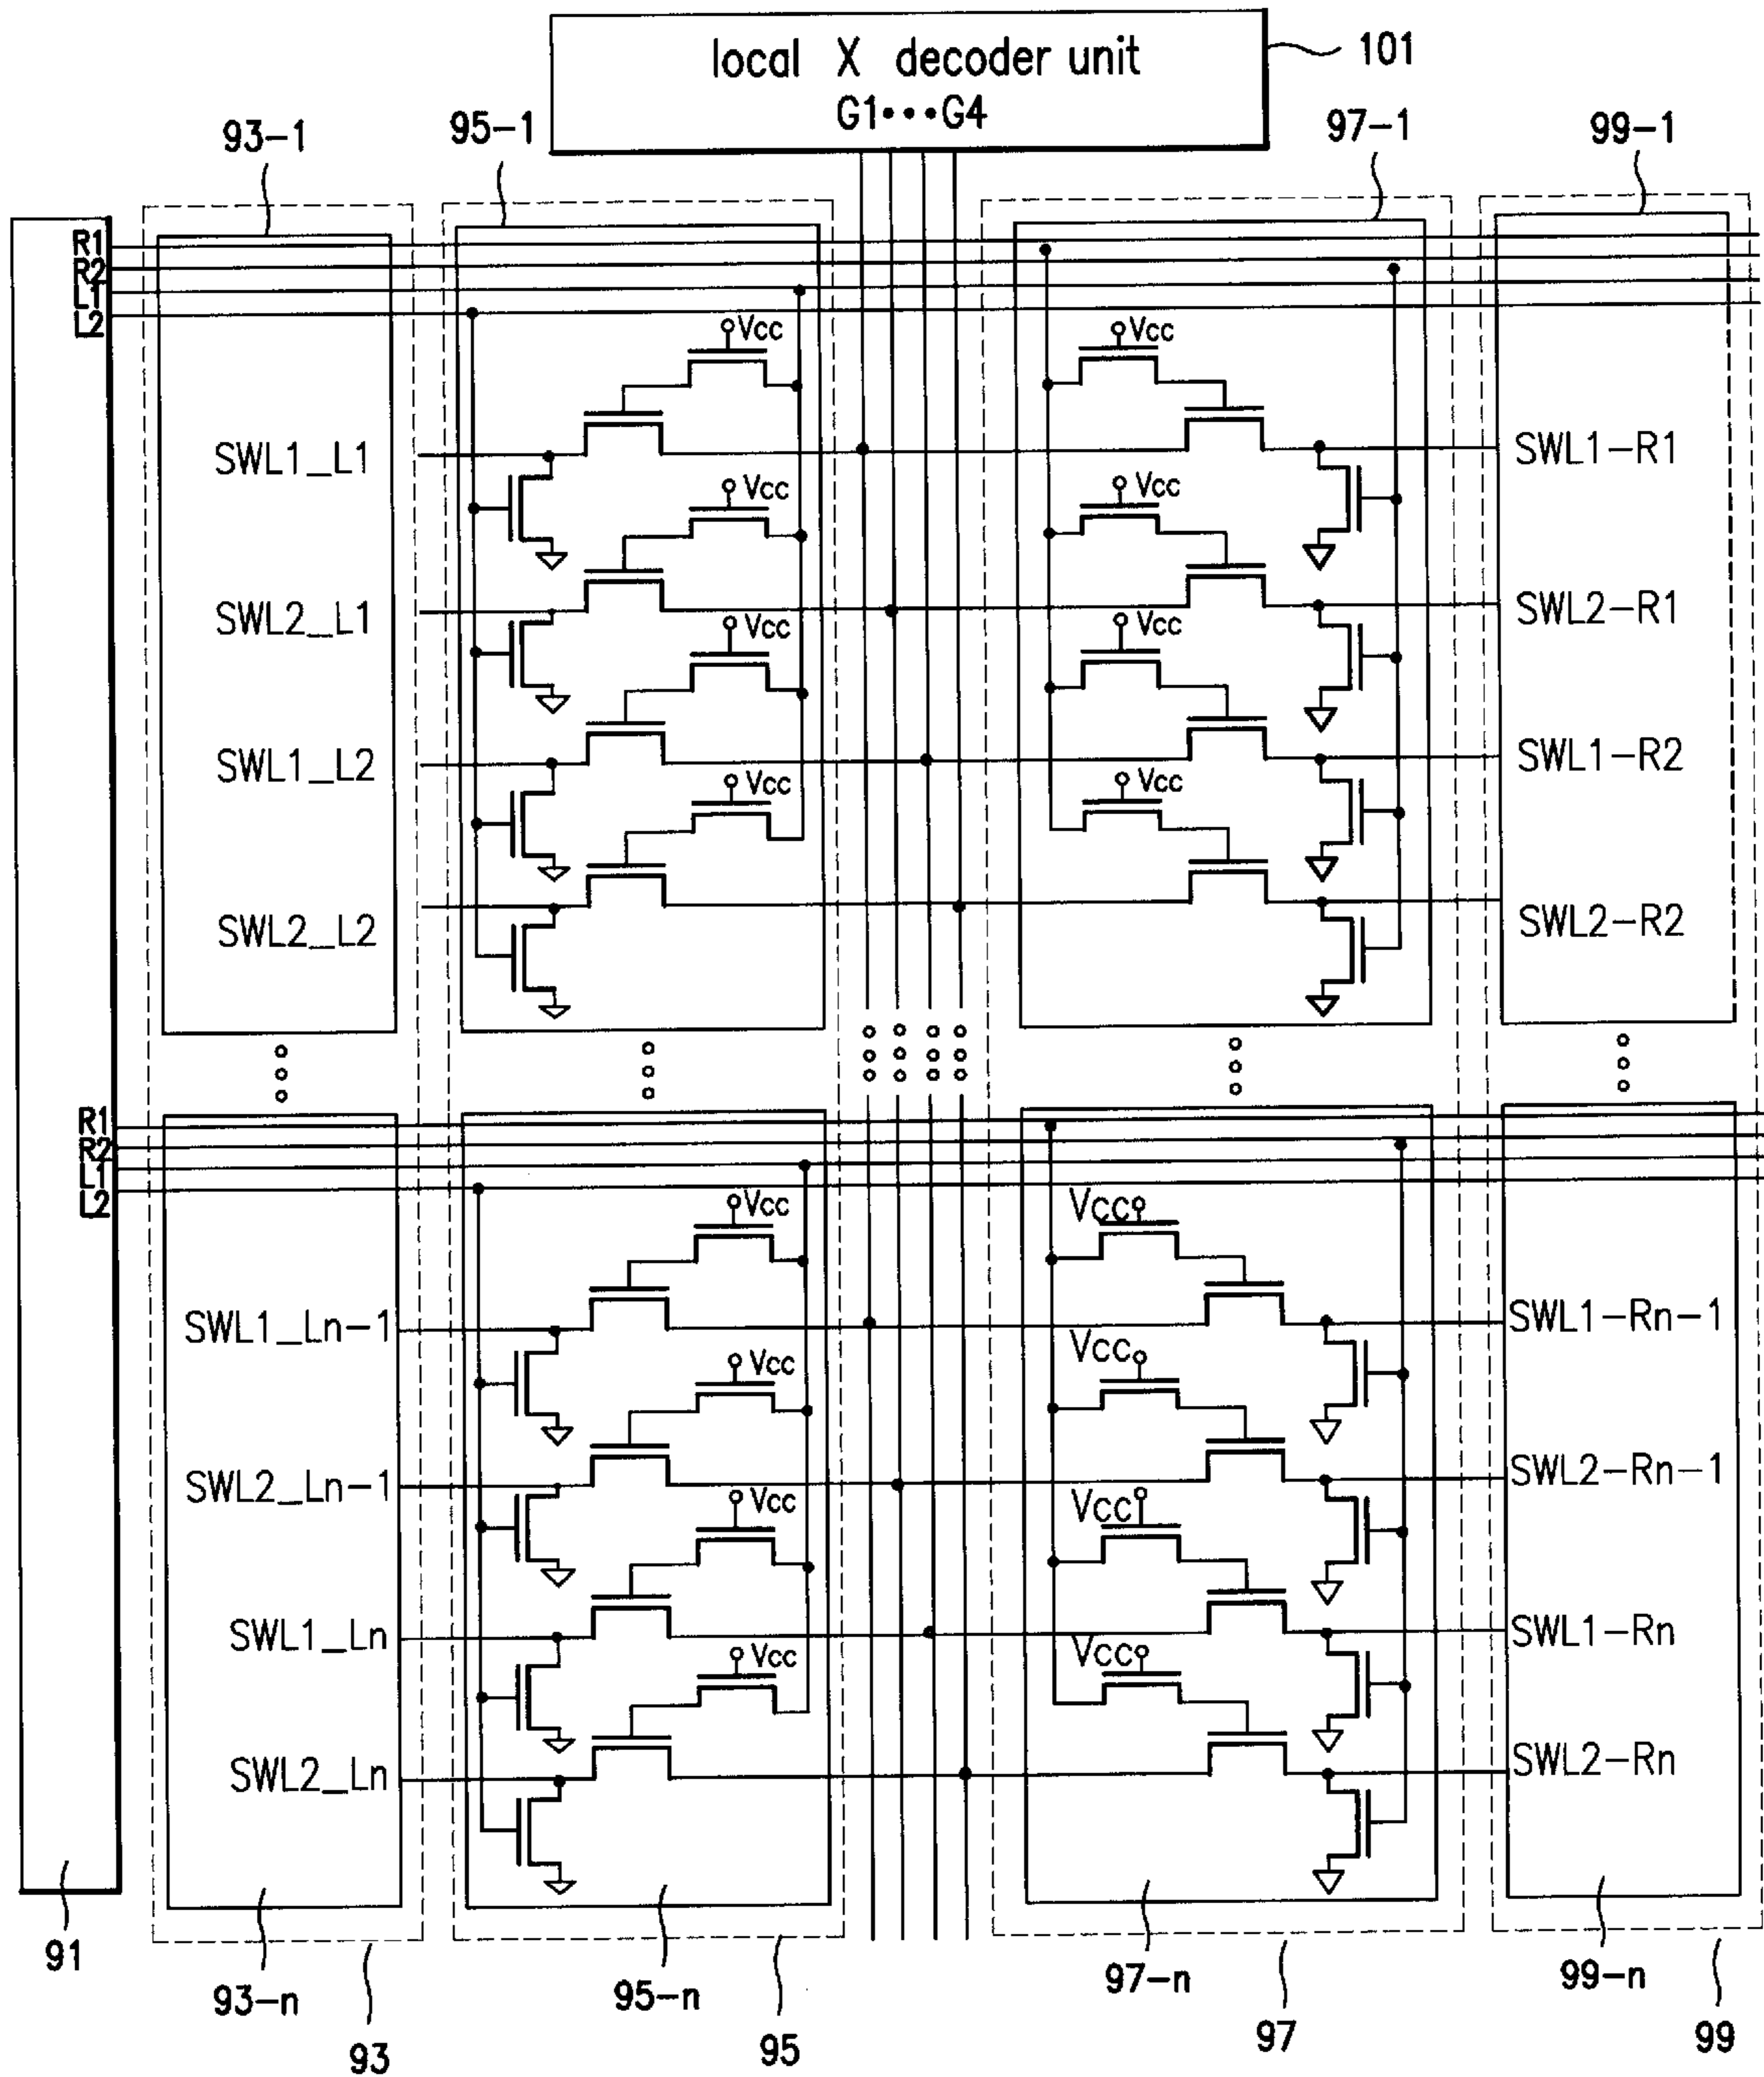 local X decoder unit
G1•••G4
101
93-1
95-1
97-1
99-1
R1
R2
L1
L2
Vcc
Vcc
SWL1_L1
SWL1-R1
Vcc
Vcc
SWL2_L1
SWL2-R1
Vcc
Vcc
SWL1_L2
SWL1-R2
Vcc
Vcc
SWL2_L2
SWL2-R2
R1
R2
L1
L2
Vcc
Vcc
SWL1_Ln-1
SWL1-Rn-1
Vcc
Vcc
SWL2_Ln-1
SWL2-Rn-1
Vcc
Vcc
SWL1_Ln
SWL1-Rn
Vcc
Vcc
SWL2_Ln
SWL2-Rn
91
93-n
95-n
97-n
99-n
93
95
97
99